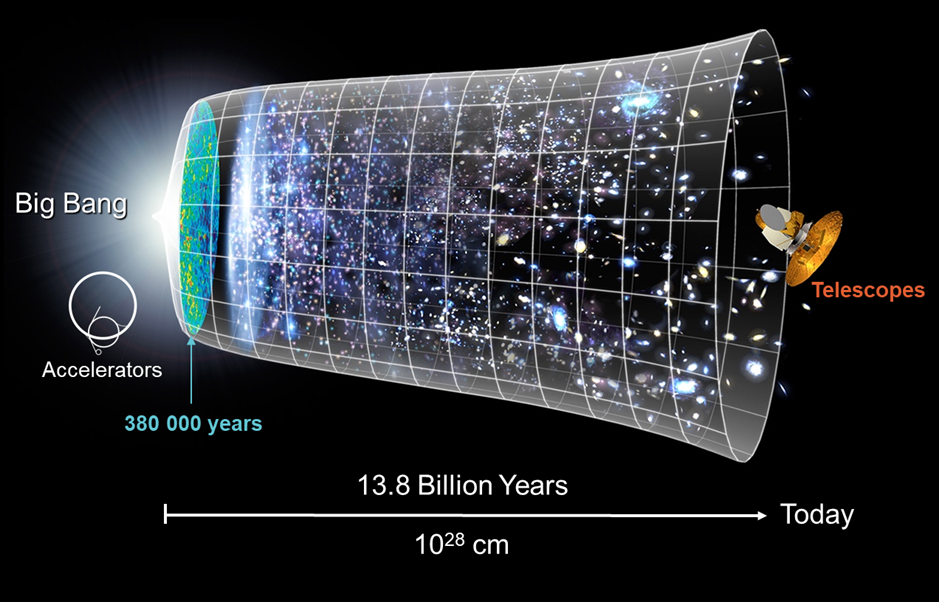 Big Bang
Telescopes
Accelerators
380 000 years
13.8 Billion Years
Today
10²⁸ cm